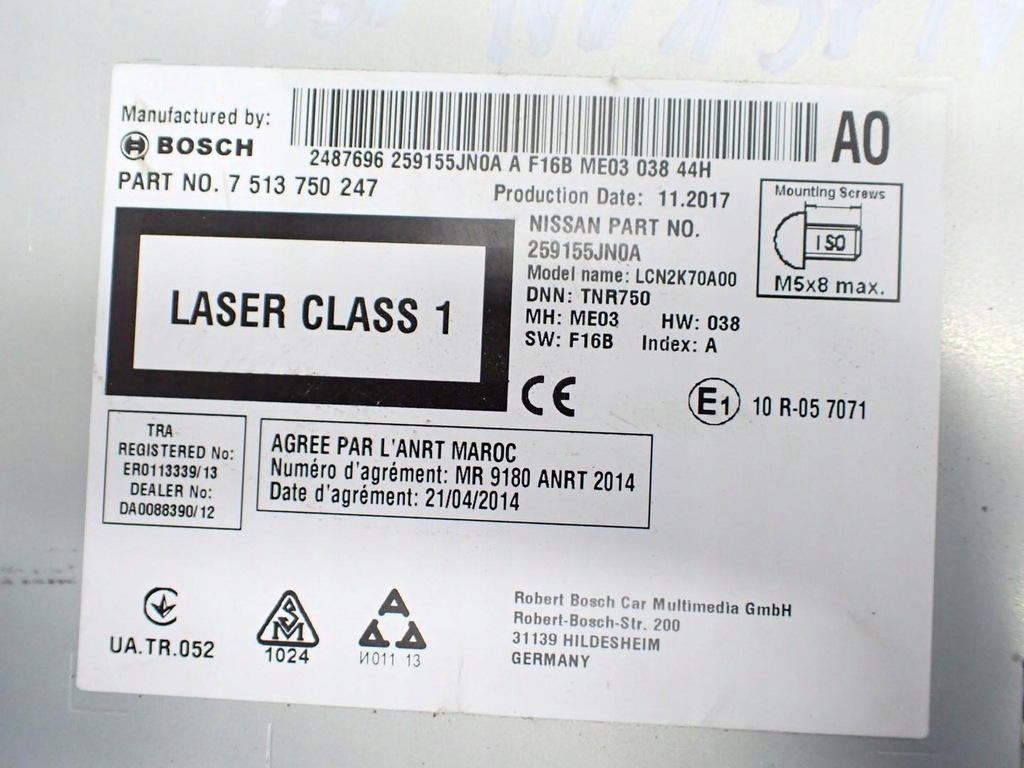 Manufactured by:
BOSCH
2487696 259155JN0A A F16B ME03 038 44H
A0
PART NO. 7 513 750 247
Production Date: 11.2017
Mounting Screws
ISO
M5x8 max.
NISSAN PART NO.
259155JN0A
Model name: LCN2K70A00
DNN: TNR750
MH: ME03 HW: 038
SW: F16B Index: A
LASER CLASS 1
CE
E1 10 R-05 7071
TRA
REGISTERED No:
ER0113339/13
DEALER No:
DA0088390/12
AGREE PAR L'ANRT MAROC
Numéro d'agrément: MR 9180 ANRT 2014
Date d'agrément: 21/04/2014
UA.TR.052
1024
И011 13
Robert Bosch Car Multimedia GmbH
Robert-Bosch-Str. 200
31139 HILDESHEIM
GERMANY